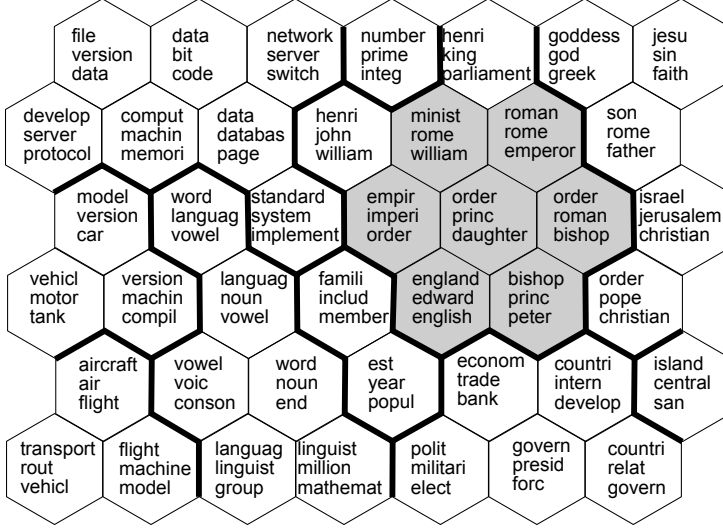 file
version
data
data
bit
code
network
server
switch
number
prime
integ
henri
king
parliament
goddess
god
greek
jesu
sin
faith
develop
server
protocol
comput
machin
memori
data
databas
page
henri
john
william
minist
rome
william
roman
rome
emperor
son
rome
father
model
version
car
word
languag
vowel
standard
system
implement
empir
imperi
order
order
princ
daughter
order
roman
bishop
israel
jerusalem
christian
vehicl
motor
tank
version
machin
compil
languag
noun
vowel
famili
includ
member
england
edward
english
bishop
princ
peter
order
pope
christian
aircraft
air
flight
vowel
voic
conson
word
noun
end
est
year
popul
econom
trade
bank
countri
intern
develop
island
central
san
transport
rout
vehicl
flight
machine
model
languag
linguist
group
linguist
million
mathemat
polit
militari
elect
govern
presid
forc
countri
relat
govern